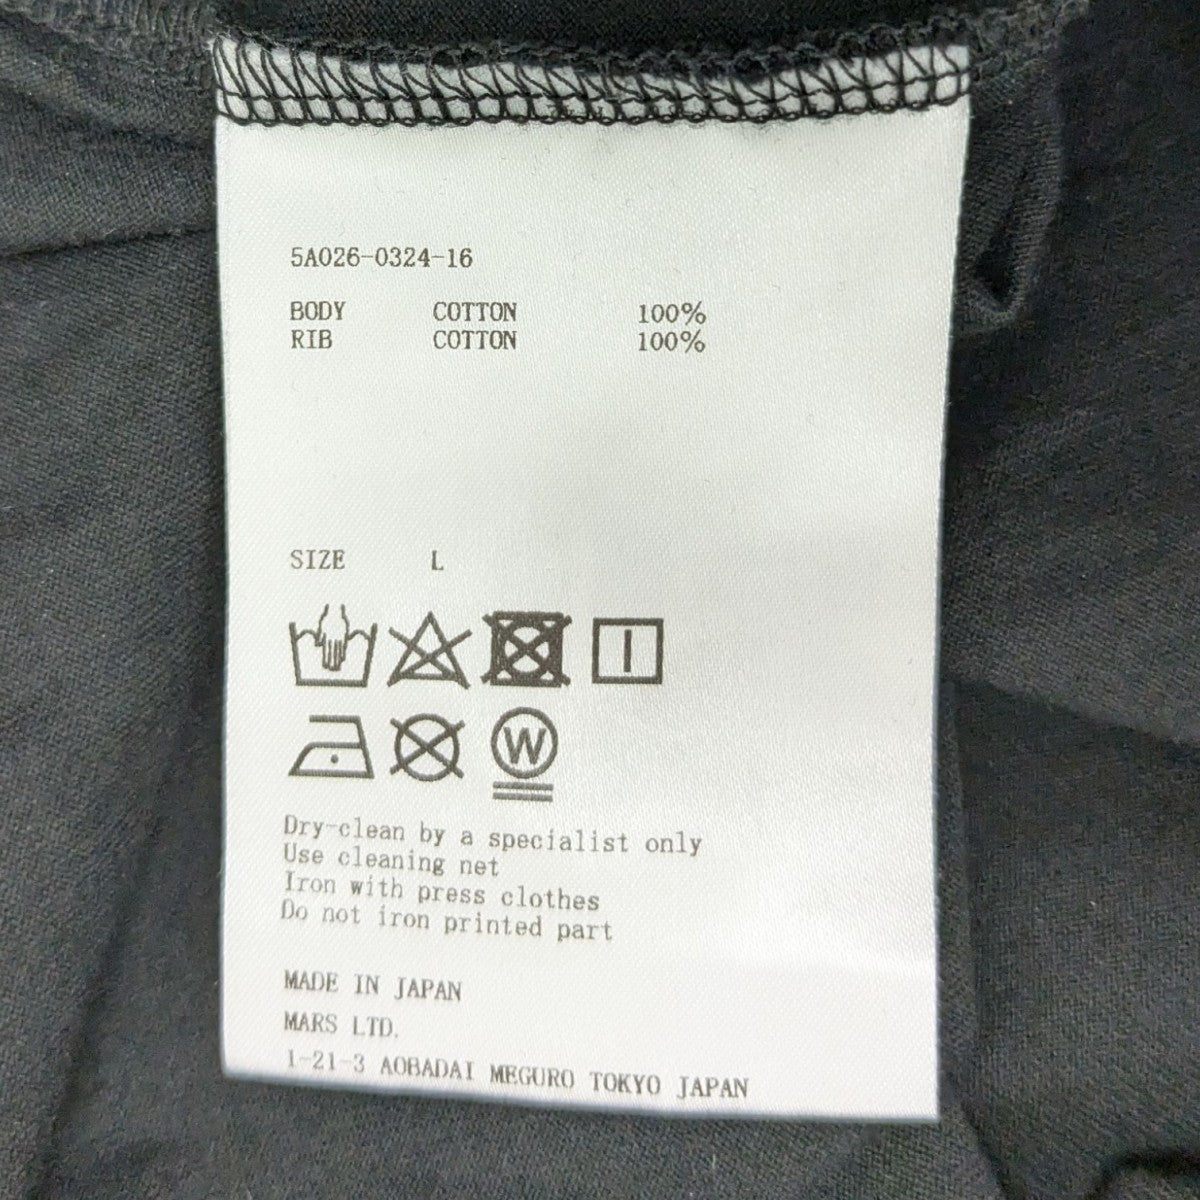 5A026-0324-16
BODY COTTON 100%
RIB COTTON 100%
SIZE L
W
Dry-clean by a specialist only
Use cleaning net
Iron with press clothes
Do not iron printed part
MADE IN JAPAN
MARS LTD.
1-21-3 AOBADAI MEGURO TOKYO JAPAN